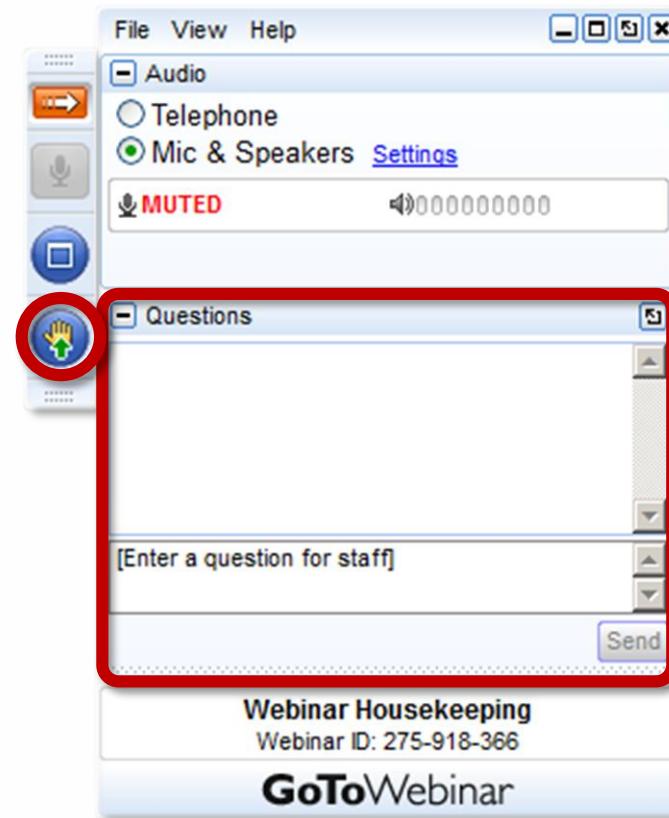 File View Help
Audio
Telephone
Mic & Speakers Settings
MUTED 000000000
Questions
[Enter a question for staff]
Send
Webinar Housekeeping
Webinar ID: 275-918-366
GoToWebinar